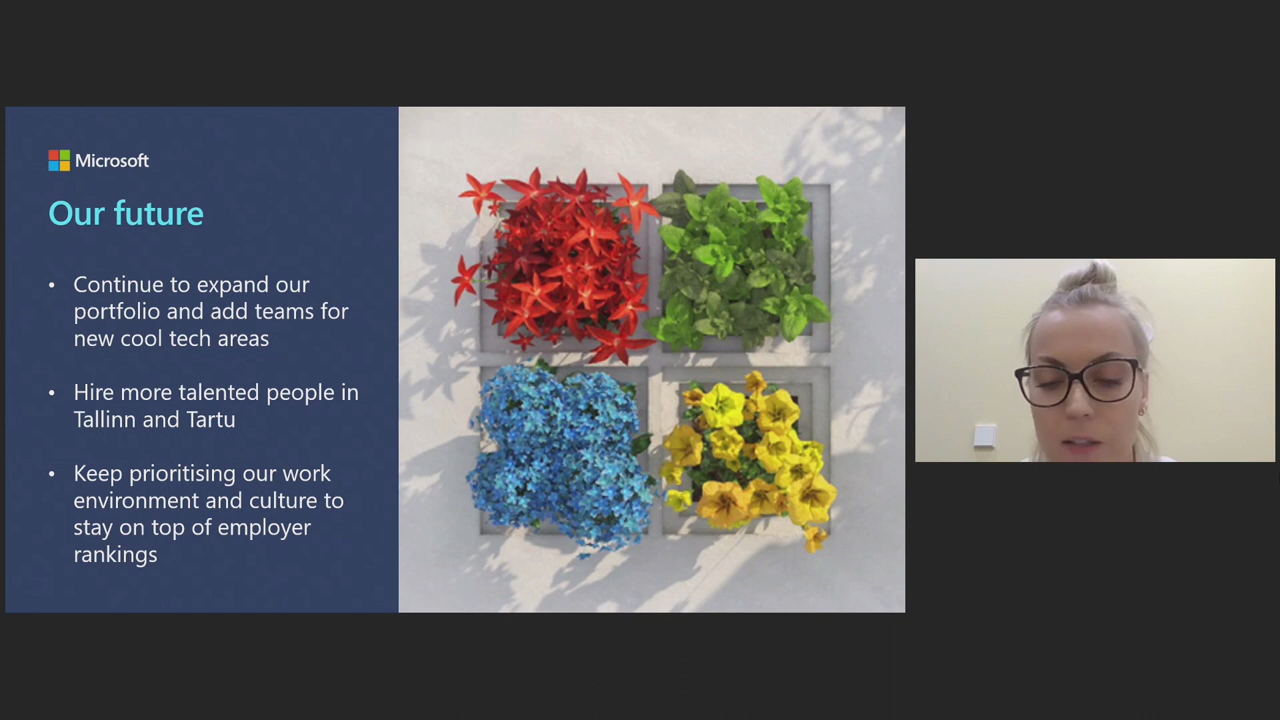 Microsoft
Our future
• Continue to expand our
portfolio and add teams for
new cool tech areas
• Hire more talented people in
Tallinn and Tartu
• Keep prioritising our work
environment and culture to
stay on top of employer
rankings